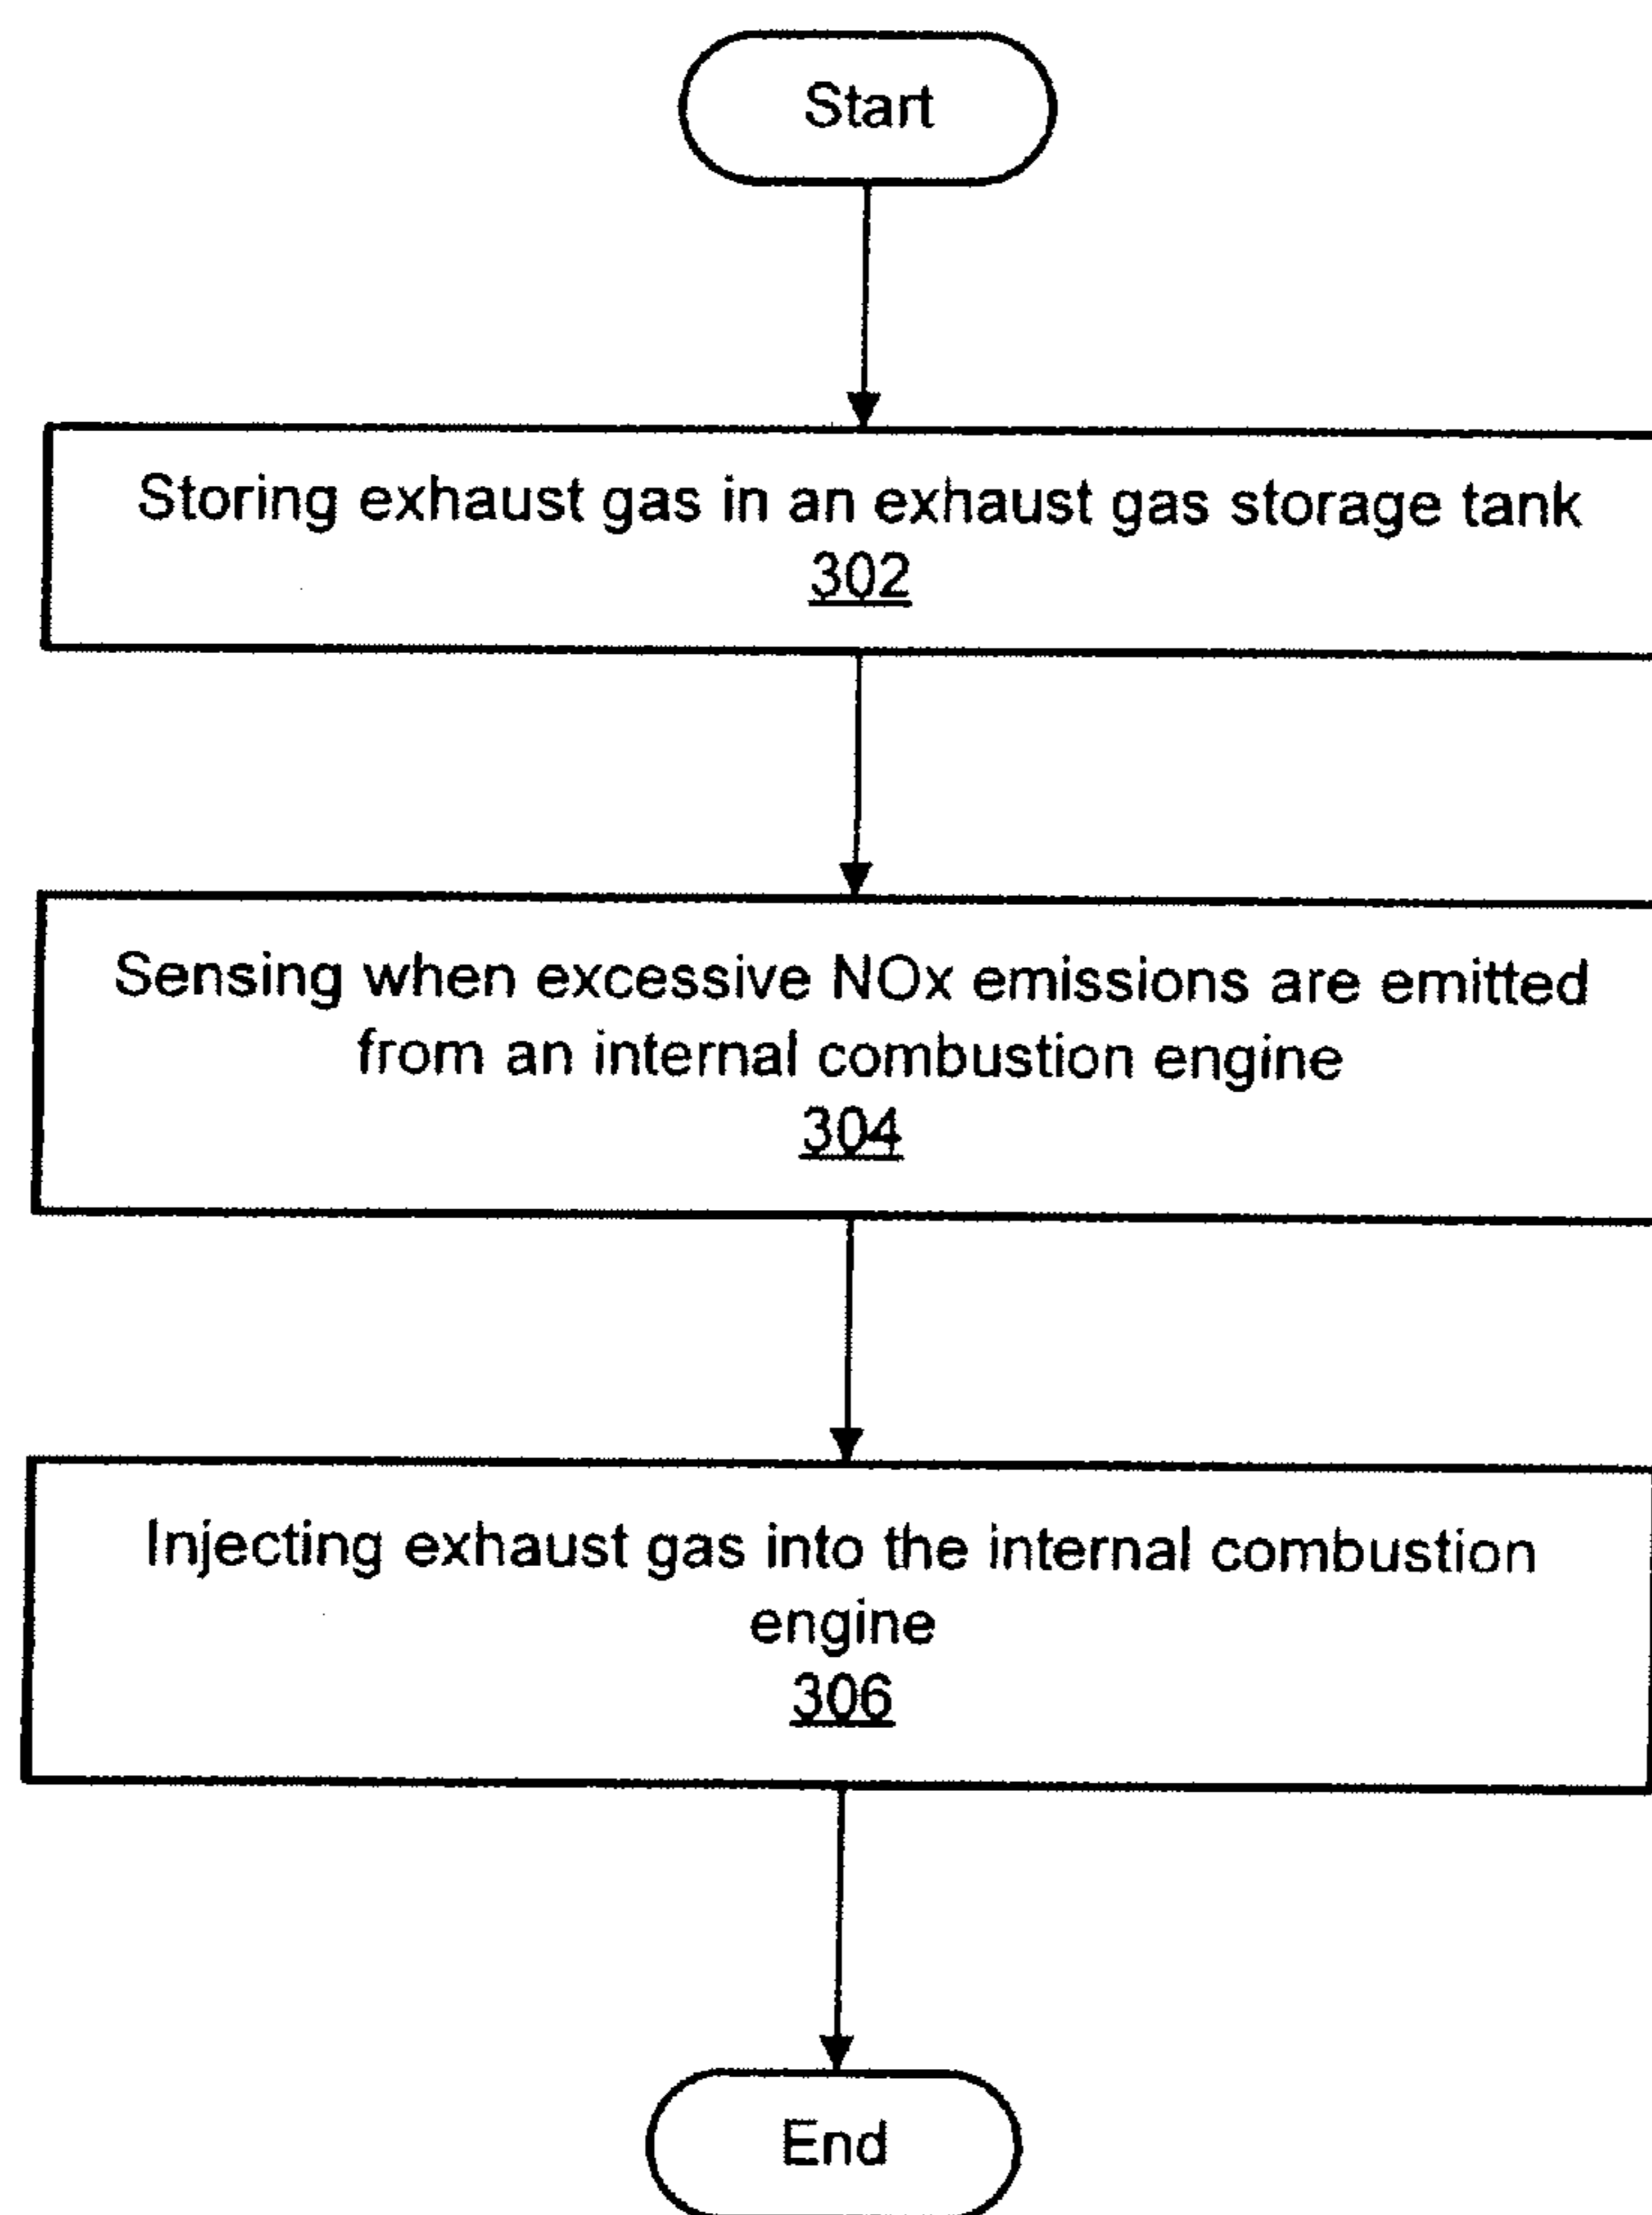 Start
Storing exhaust gas in an exhaust gas storage tank
302
Sensing when excessive NOx emissions are emitted
from an internal combustion engine
304
Injecting exhaust gas into the internal combustion
engine
306
End